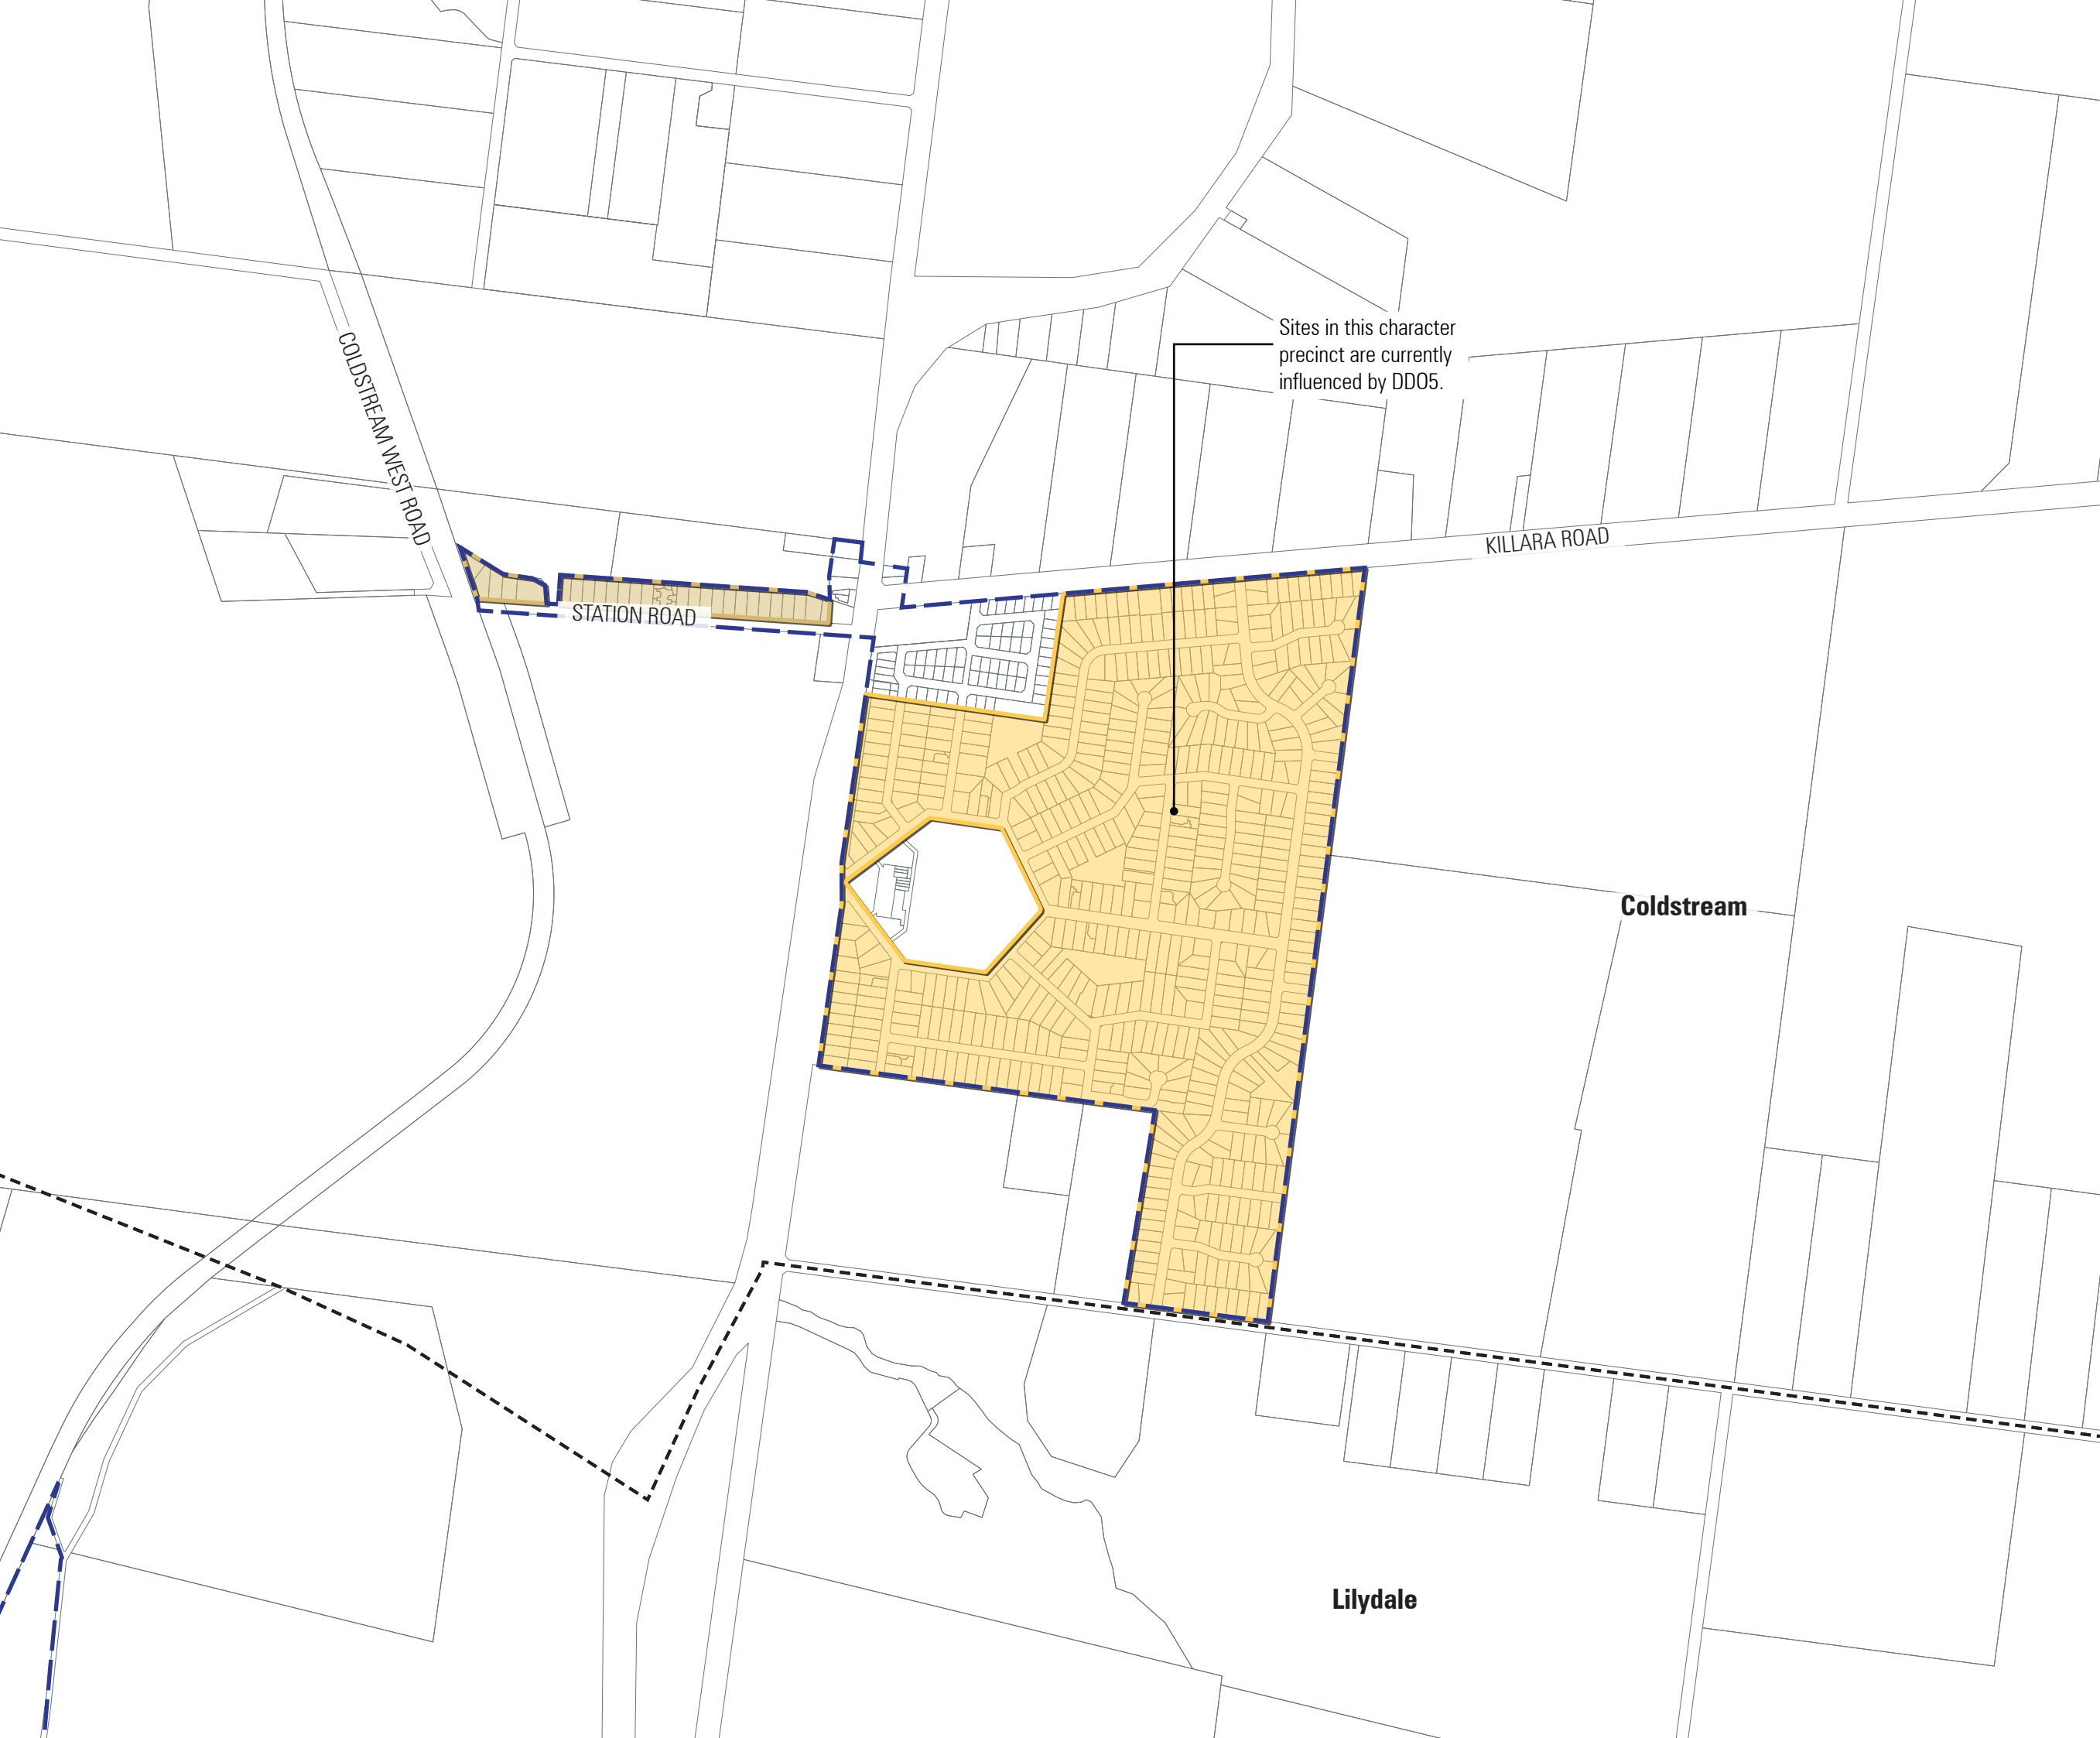 Sites in this character
precinct are currently
influenced by DDO5.
COLDSTREAM WEST ROAD
KILLARA ROAD
STATION ROAD
Coldstream
Lilydale